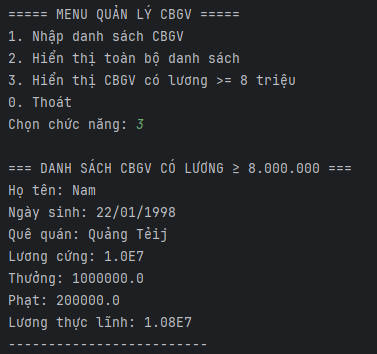 ===== MENU QUẢN LÝ CBGV =====
1. Nhập danh sách CBGV
2. Hiển thị toàn bộ danh sách
3. Hiển thị CBGV có lương >= 8 triệu
0. Thoát
Chọn chức năng: 3
=== DANH SÁCH CBGV CÓ LƯƠNG ≥ 8.000.000 ===
Họ tên: Nam
Ngày sinh: 22/01/1998
Quê quán: Quảng Tẻij
Lương cứng: 1.0E7
Thưởng: 1000000.0
Phạt: 200000.0
Lương thực lĩnh: 1.08E7
-------------------------